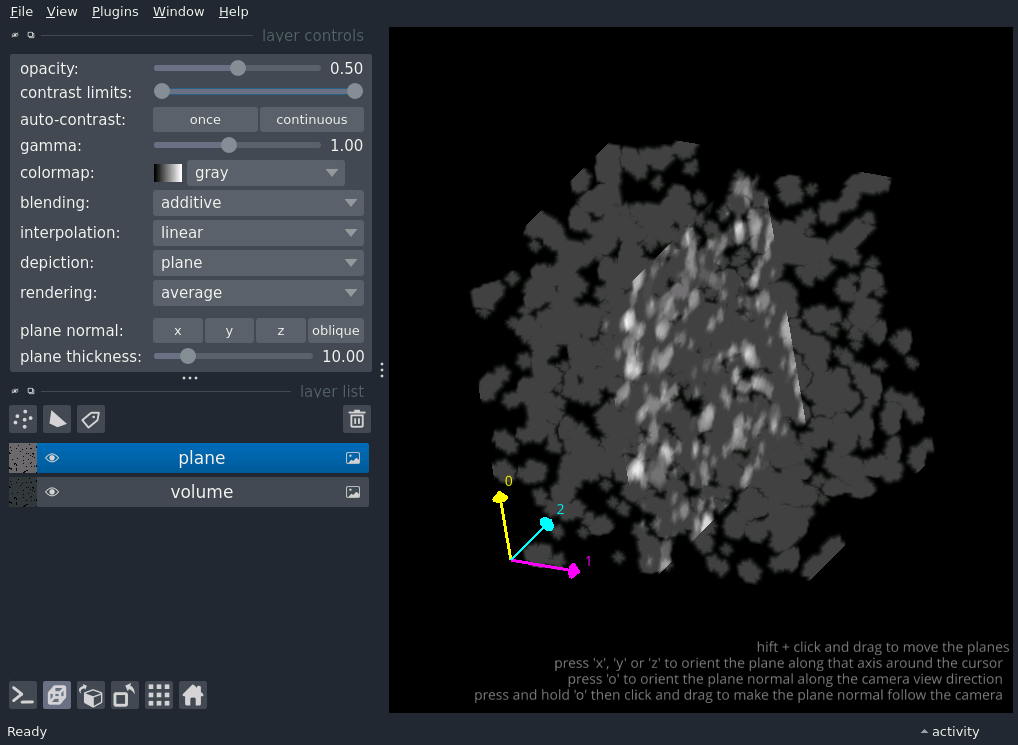 File View Plugins Window Help
layer controls
opacity: 0.50
contrast limits:
auto-contrast: once continuous
gamma: 1.00
colormap: gray
blending: additive
interpolation: linear
depiction: plane
rendering: average
plane normal: x y z oblique
plane thickness: 10.00
layer list
plane
volume
0
2
1
hift + click and drag to move the planes
press 'x', 'y' or 'z' to orient the plane along that axis around the cursor
press 'o' to orient the plane normal along the camera view direction
press and hold 'o' then click and drag to make the plane normal follow the camera
Ready activity